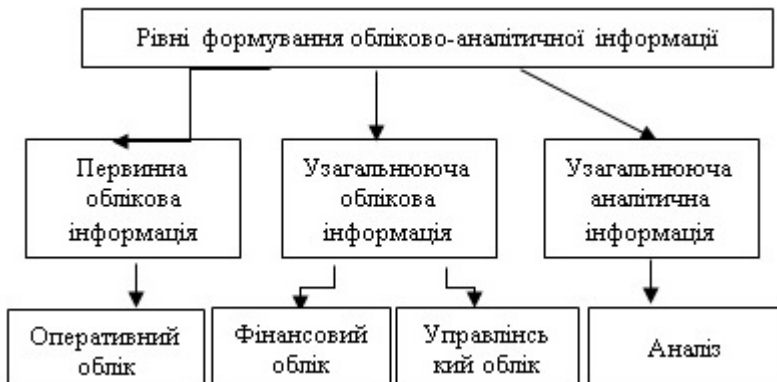 Рівні формування обліково-аналітичної інформації
Первинна
облікова
інформація
Узагальнююча
облікова
інформація
Узагальнююча
аналітична
інформація
Оперативний
облік
Фінансовий
облік
Управлінсь
кий облік
Аналіз